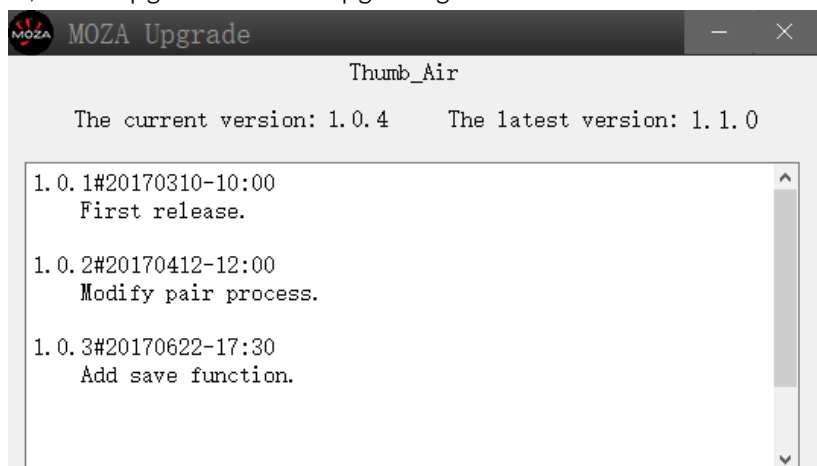 MOZA MOZA Upgrade
Thumb_Air
The current version: 1.0.4 The latest version: 1.1.0
1.0.1#20170310-10:00
First release.
1.0.2#20170412-12:00
Modify pair process.
1.0.3#20170622-17:30
Add save function.